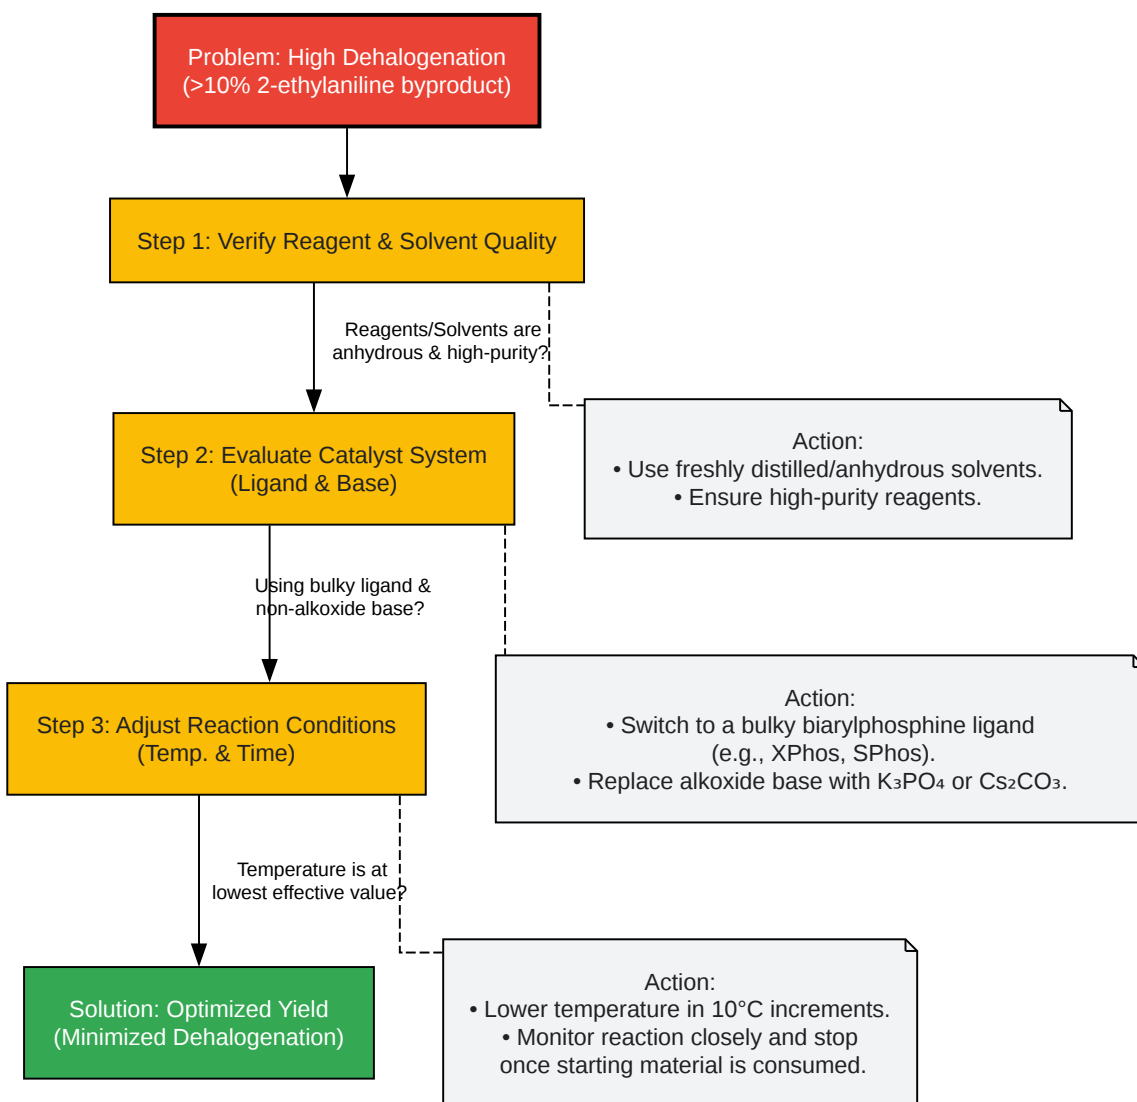 Problem: High Dehalogenation
(>10% 2-ethylaniline byproduct)
Step 1: Verify Reagent & Solvent Quality
Reagents/Solvents are
anhydrous & high-purity?
Action:
• Use freshly distilled/anhydrous solvents.
• Ensure high-purity reagents.
Step 2: Evaluate Catalyst System
(Ligand & Base)
Using bulky ligand &
non-alkoxide base?
Action:
• Switch to a bulky biarylphosphine ligand
(e.g., XPhos, SPhos).
• Replace alkoxide base with K₃PO₄ or Cs₂CO₃.
Step 3: Adjust Reaction Conditions
(Temp. & Time)
Temperature is at
lowest effective value?
Action:
• Lower temperature in 10°C increments.
• Monitor reaction closely and stop
once starting material is consumed.
Solution: Optimized Yield
(Minimized Dehalogenation)